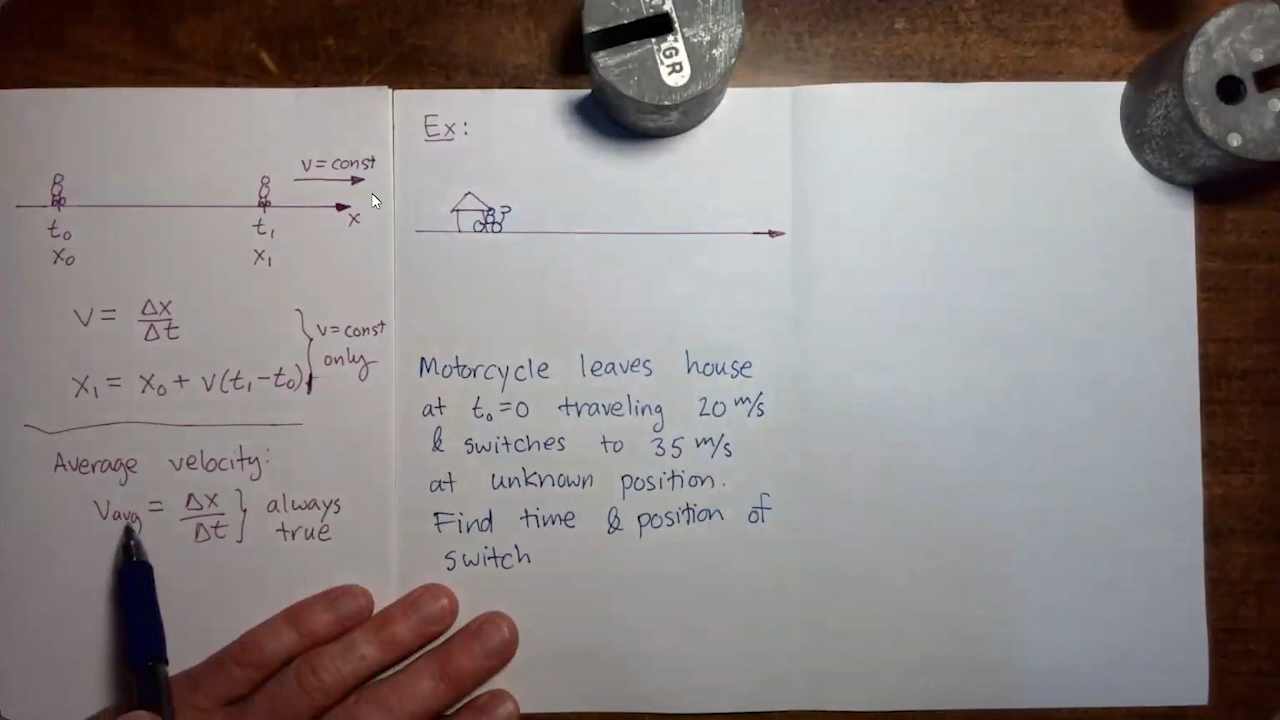 v = const
x
t₀
t₁
x₀
x₁
v = Δx/Δt
x₁ = x₀ + v(t₁-t₀)
v = const
only
Average velocity:
Vavg = Δx/Δt
always
true
Ex:
Motorcycle leaves house
at t₀=0 traveling 20 m/s
& switches to 35 m/s
at unknown position.
Find time & position of
switch
GR